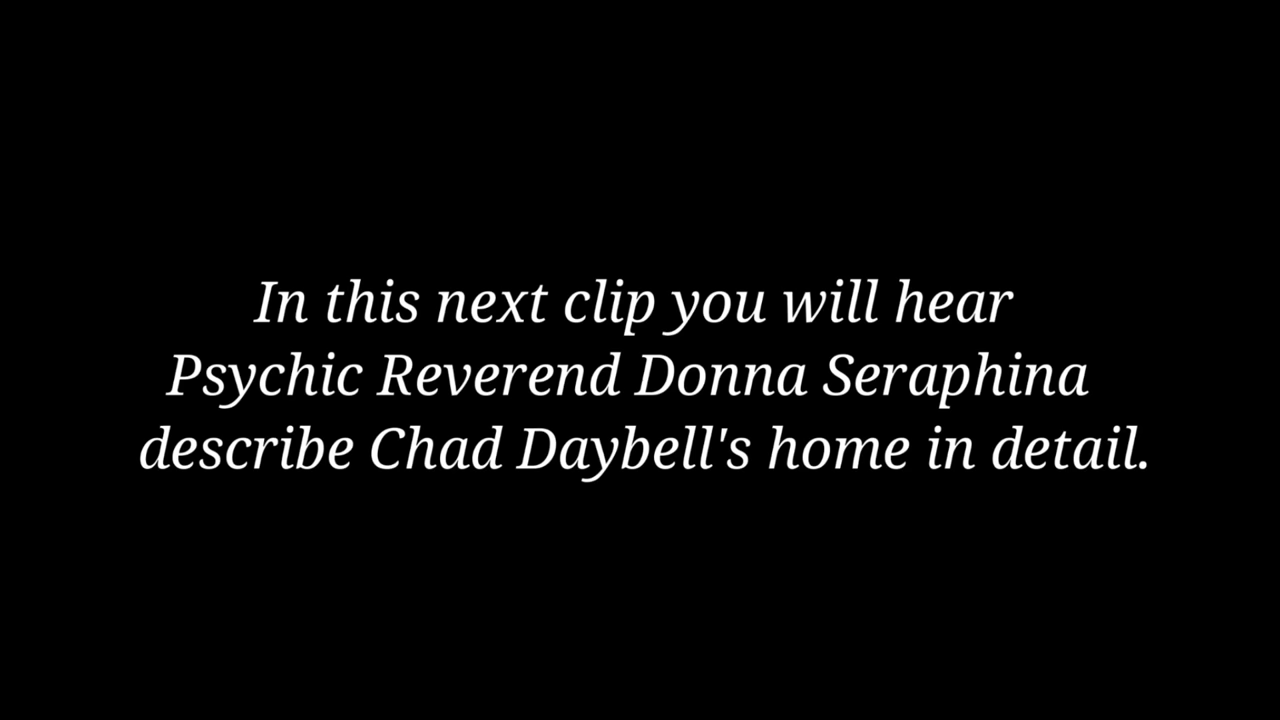 In this next clip you will hear
Psychic Reverend Donna Seraphina
describe Chad Daybell's home in detail.